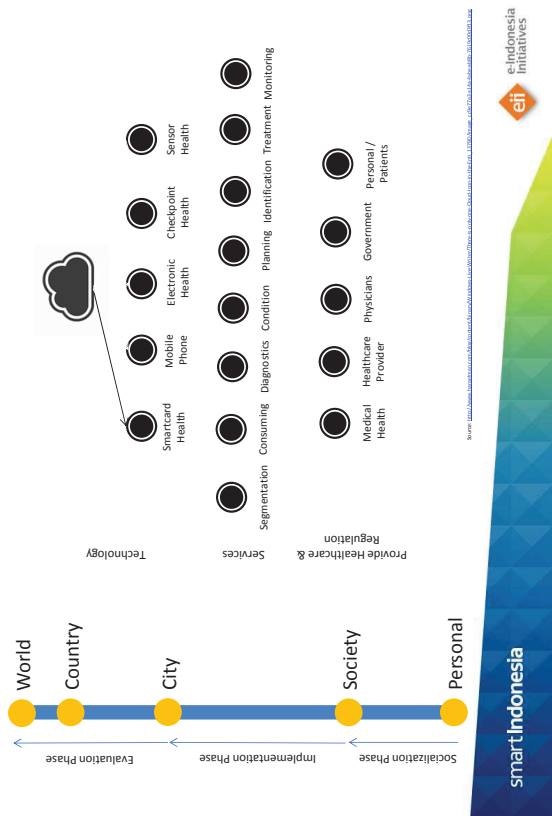 World
Country
City
Society
Personal
Evaluation Phase
Implementation Phase
Socialization Phase
Technology
Smartcard
Health
Mobile
Phone
Electronic
Health
Checkpoint
Health
Sensor
Health
Services
Segmentation
Consuming
Diagnostics
Condition
Planning
Identification
Treatment
Monitoring
Provide Healthcare &
Regulation
Medical
Health
Healthcare
Provider
Physicians
Government
Personal /
Patients
Source:
smartIndonesia
eii
e-Indonesia
Initiatives